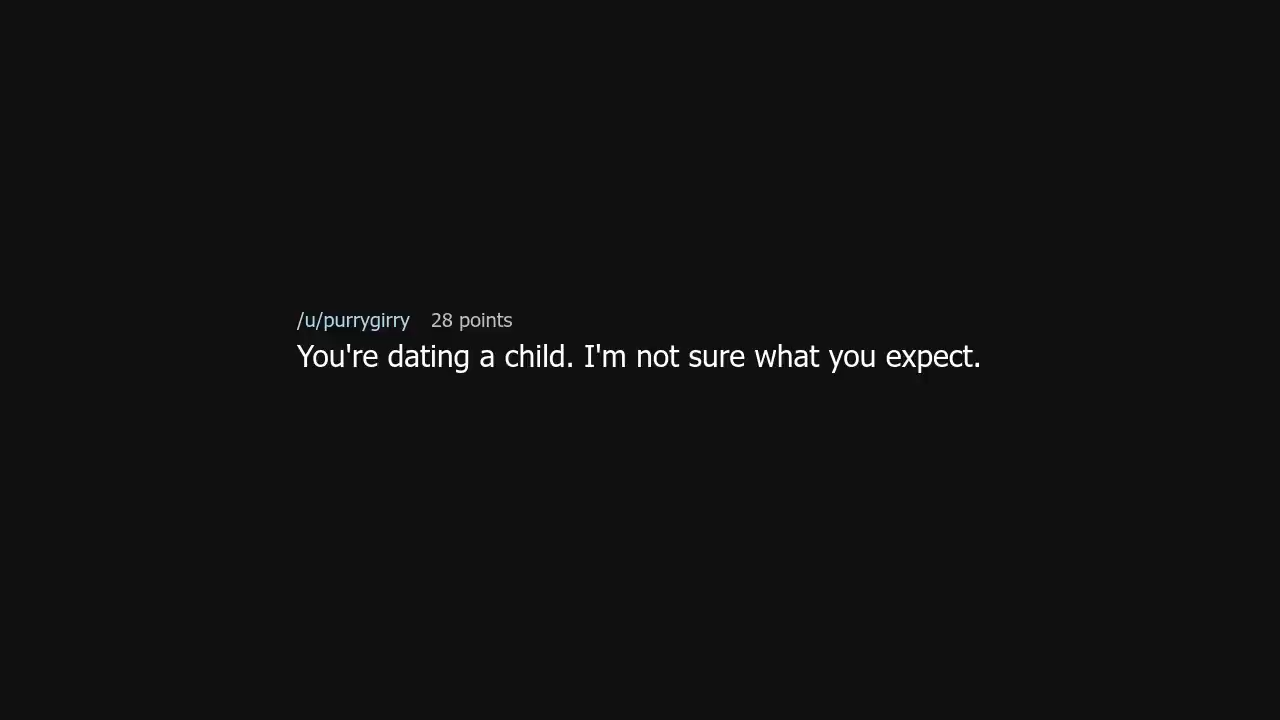 /u/purrygirry 28 points
You're dating a child. I'm not sure what you expect.